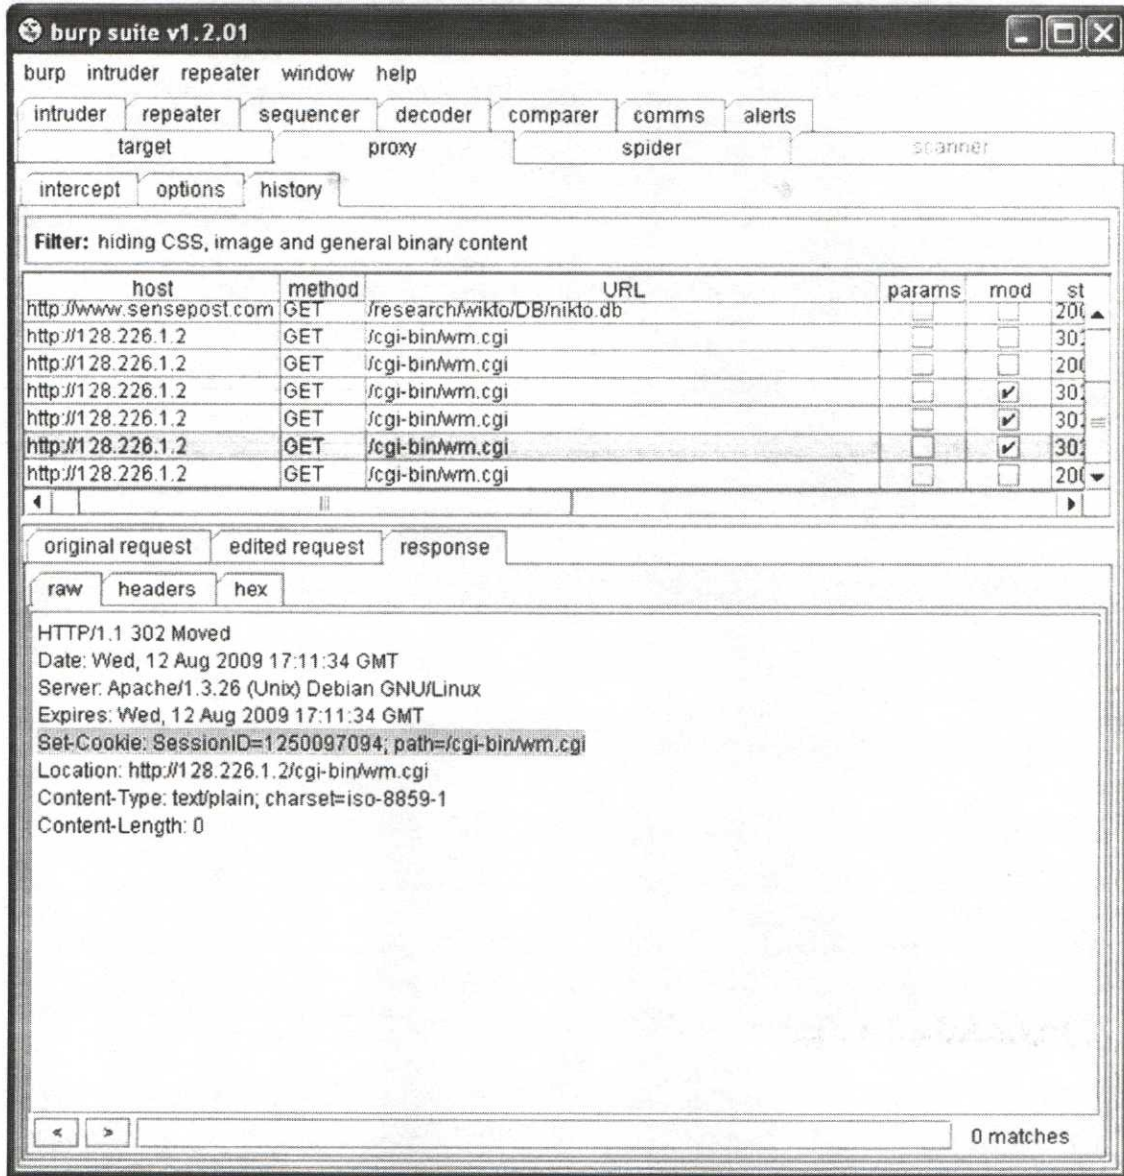 burp suite v1.2.01
burp intruder repeater window help
intruder repeater sequencer decoder comparer comms alerts
target proxy spider scanner
intercept options history
Filter: hiding CSS, image and general binary content
host method URL params mod st
http://www.sensepost.com GET /research/wikto/DB/nikto.db 200
http://128.226.1.2 GET /cgi-bin/wm.cgi 302
http://128.226.1.2 GET /cgi-bin/wm.cgi 200
http://128.226.1.2 GET /cgi-bin/wm.cgi 302
http://128.226.1.2 GET /cgi-bin/wm.cgi 302
http://128.226.1.2 GET /cgi-bin/wm.cgi 302
http://128.226.1.2 GET /cgi-bin/wm.cgi 200
original request edited request response
raw headers hex
HTTP/1.1 302 Moved
Date: Wed, 12 Aug 2009 17:11:34 GMT
Server: Apache/1.3.26 (Unix) Debian GNU/Linux
Expires: Wed, 12 Aug 2009 17:11:34 GMT
Set-Cookie: SessionID=1250097094; path=/cgi-bin/wm.cgi
Location: http://128.226.1.2/cgi-bin/wm.cgi
Content-Type: text/plain; charset=iso-8859-1
Content-Length: 0
< > 0 matches